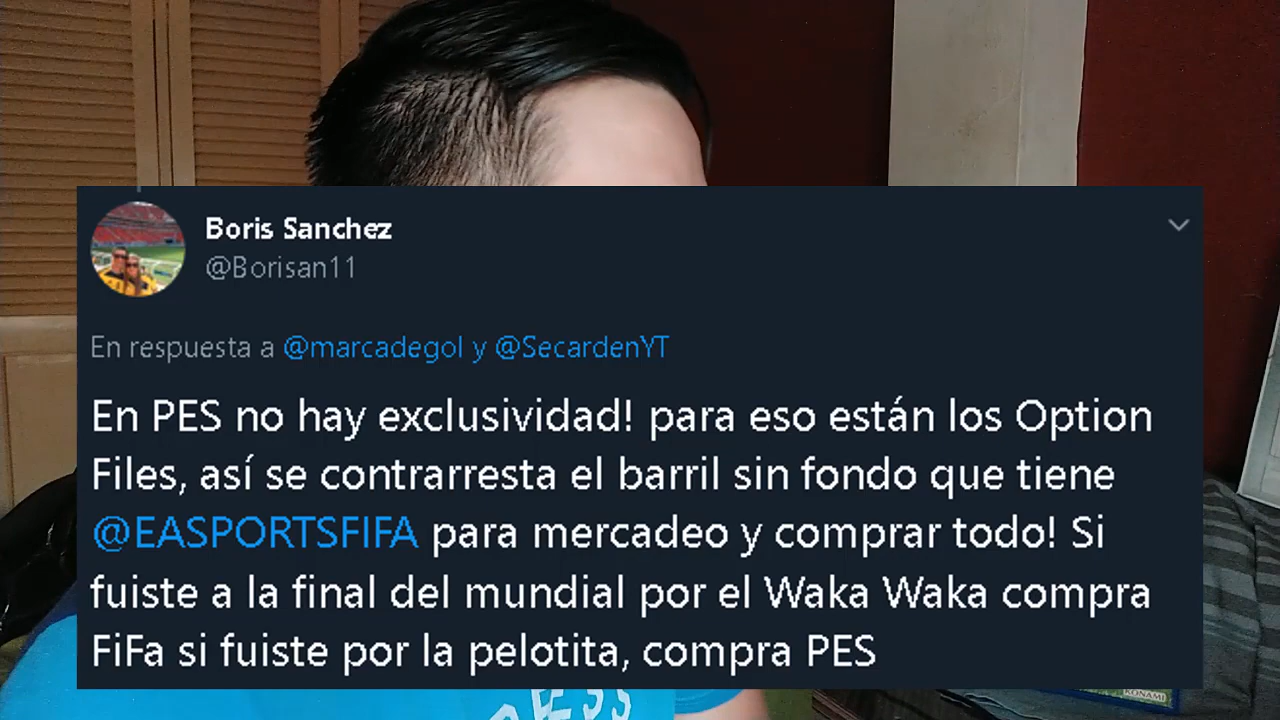 Boris Sanchez
@Borisan11
En respuesta a @marcadegol y @SecardenYT
En PES no hay exclusividad! para eso están los Option
Files, así se contrarresta el barril sin fondo que tiene
@EASPORTSFIFA para mercadeo y comprar todo! Si
fuiste a la final del mundial por el Waka Waka compra
FiFa si fuiste por la pelotita, compra PES
KONAMI